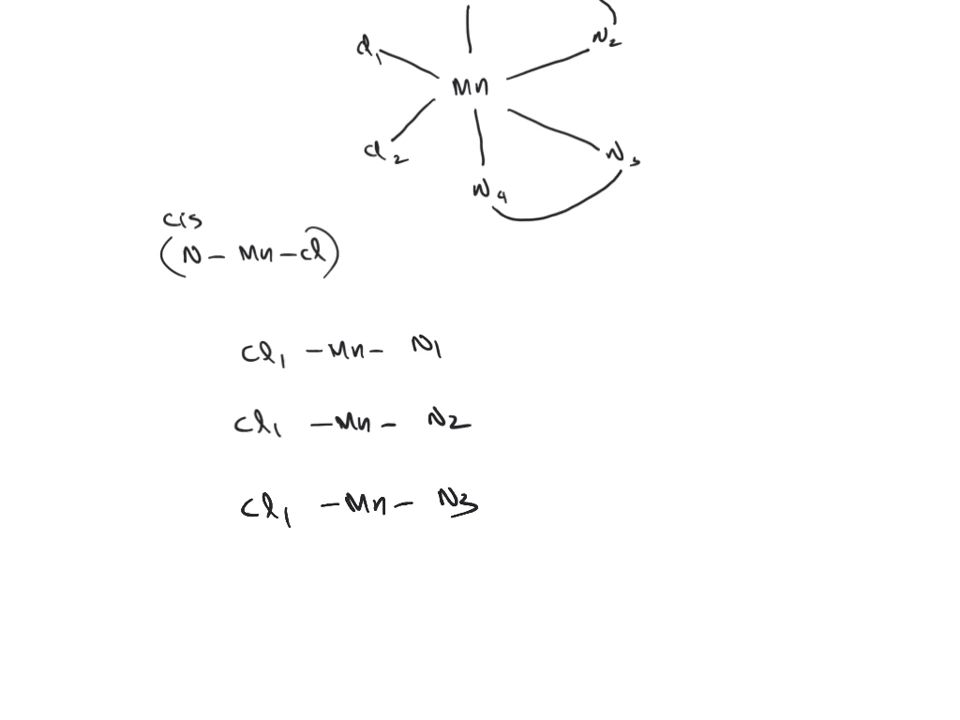 Cl1 N2
Mn
Cl2 N3
N4
cis
(N - Mn - Cl)
Cl1 - Mn - N1
Cl1 - Mn - N2
Cl1 - Mn - N3